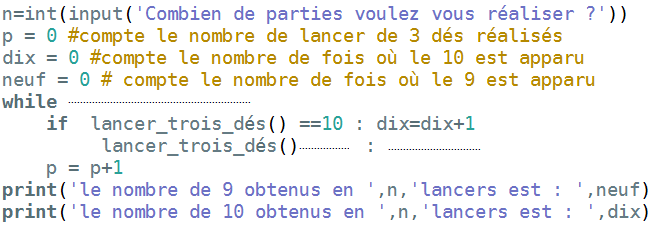 n=int(input('Combien de parties voulez vous réaliser ?'))
p = 0 #compte le nombre de lancer de 3 dés réalisés
dix = 0 #compte le nombre de fois où le 10 est apparu
neuf = 0 # compte le nombre de fois où le 9 est apparu
while ..............................
    if  lancer_trois_dés() ==10 : dix=dix+1
        lancer_trois_dés()............ : ......................
    p = p+1
print('le nombre de 9 obtenus en ',n,'lancers est : ',neuf)
print('le nombre de 10 obtenus en ',n,'lancers est : ',dix)